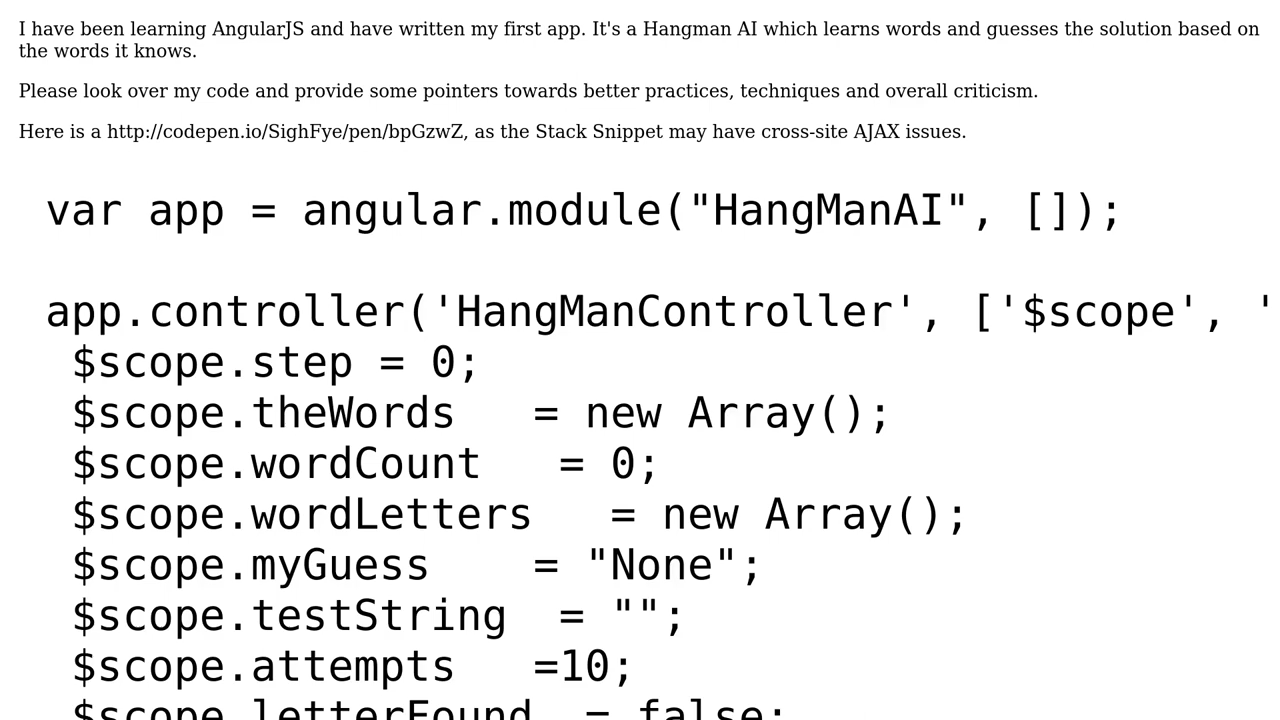 I have been learning AngularJS and have written my first app. It's a Hangman AI which learns words and guesses the solution based on
the words it knows.
Please look over my code and provide some pointers towards better practices, techniques and overall criticism.
Here is a http://codepen.io/SighFye/pen/bpGzwZ, as the Stack Snippet may have cross-site AJAX issues.
var app = angular.module("HangManAI", []);
app.controller('HangManController', ['$scope', '
$scope.step = 0;
$scope.theWords   = new Array();
$scope.wordCount   = 0;
$scope.wordLetters   = new Array();
$scope.myGuess    = "None";
$scope.testString  = "";
$scope.attempts   =10;
$scope.letterFound  = false;